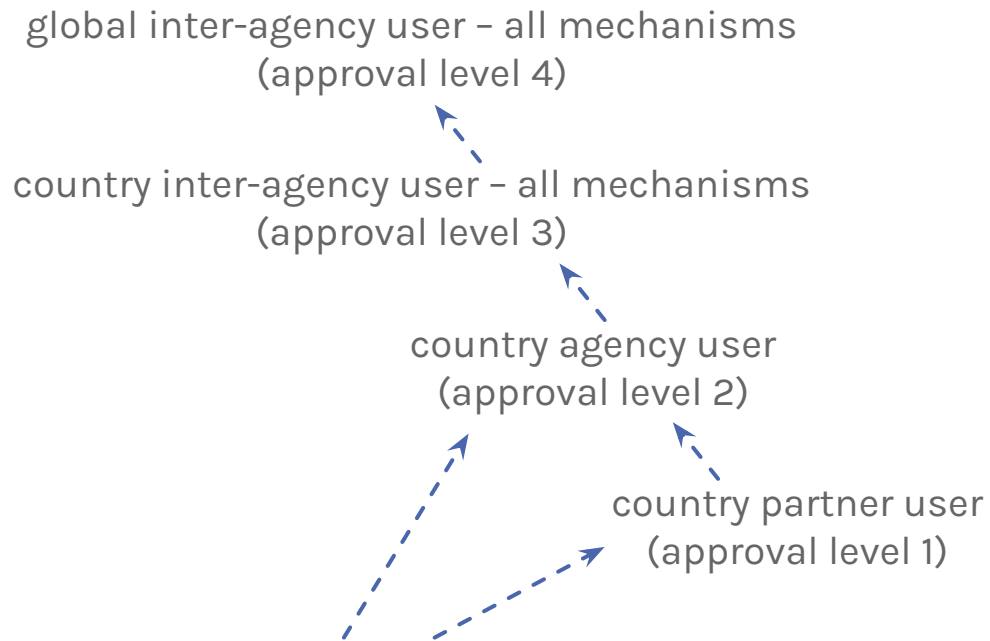 global inter-agency user – all mechanisms
(approval level 4)
country inter-agency user – all mechanisms
(approval level 3)
country agency user
(approval level 2)
country partner user
(approval level 1)